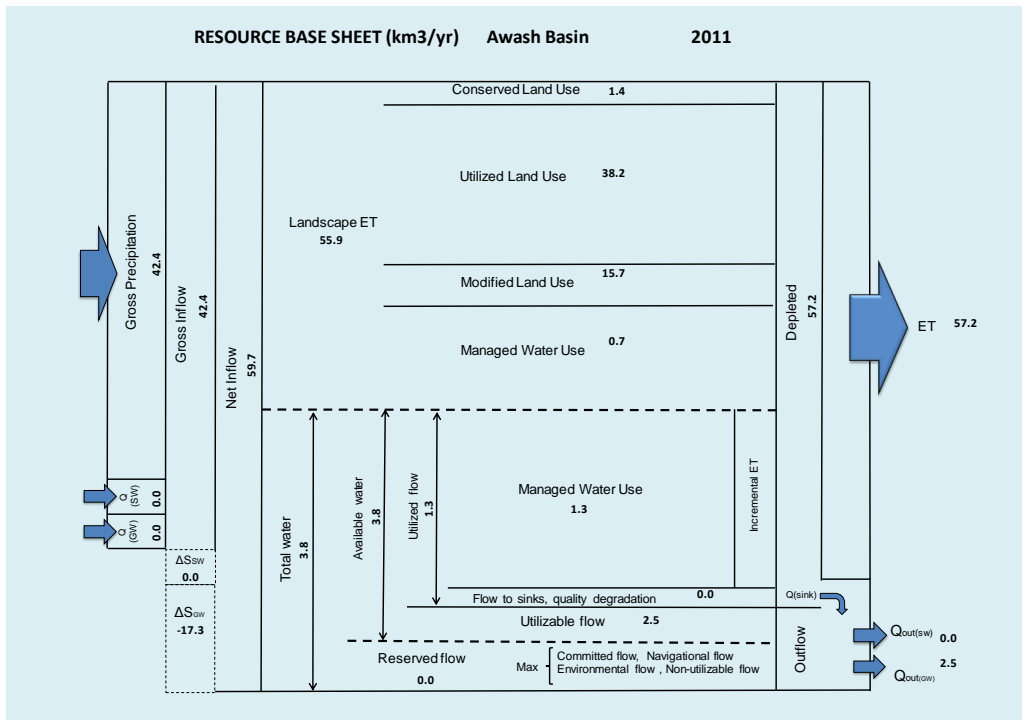 RESOURCE BASE SHEET (km3/yr) Awash Basin 2011
Conserved Land Use 1.4
Utilized Land Use 38.2
Landscape ET
55.9
Modified Land Use 15.7
Managed Water Use 0.7
Gross Precipitation
42.4
Gross Inflow
42.4
Net Inflow
59.7
Depleted
57.2
ET 57.2
Q
(SW)
0.0
Q
(GW)
0.0
ΔSSW
0.0
ΔSGW
-17.3
Total water
3.8
Available water
3.8
Utilized flow
1.3
Managed Water Use
1.3
Incremental ET
Flow to sinks, quality degradation 0.0
Utilizable flow 2.5
Reserved flow
0.0
Max
Committed flow, Navigational flow
Environmental flow , Non-utilizable flow
Q(sink)
Outflow
Qout(sw) 0.0
2.5
Qout(GW)